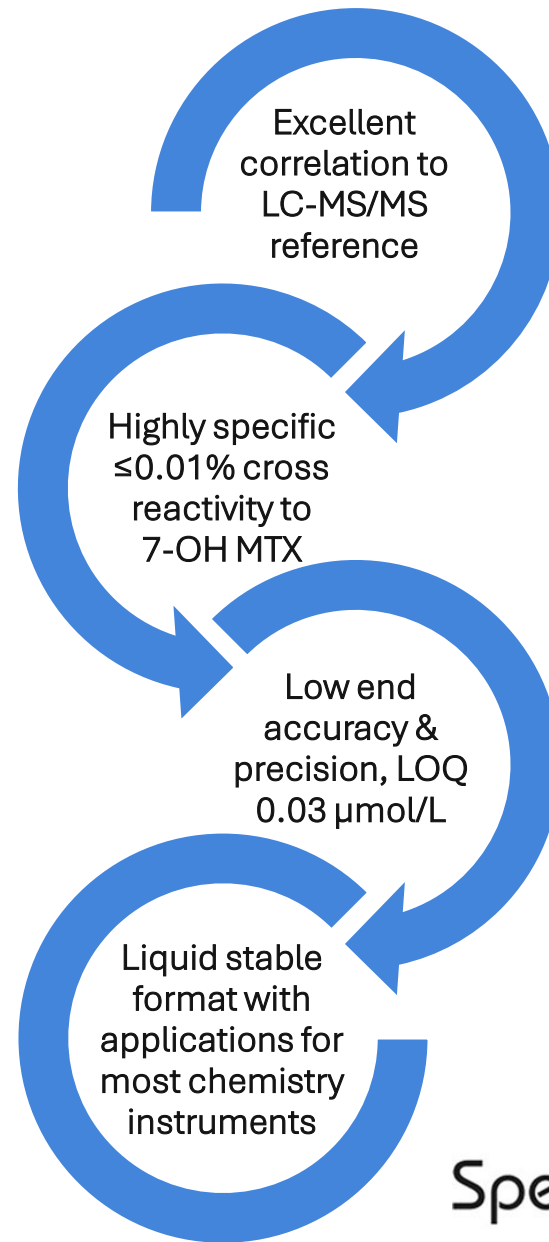 Excellent
correlation to
LC-MS/MS
reference
Highly specific
≤0.01% cross
reactivity to
7-OH MTX
Low end
accuracy &
precision, LOQ
0.03 µmol/L
Liquid stable
format with
applications for
most chemistry
instruments